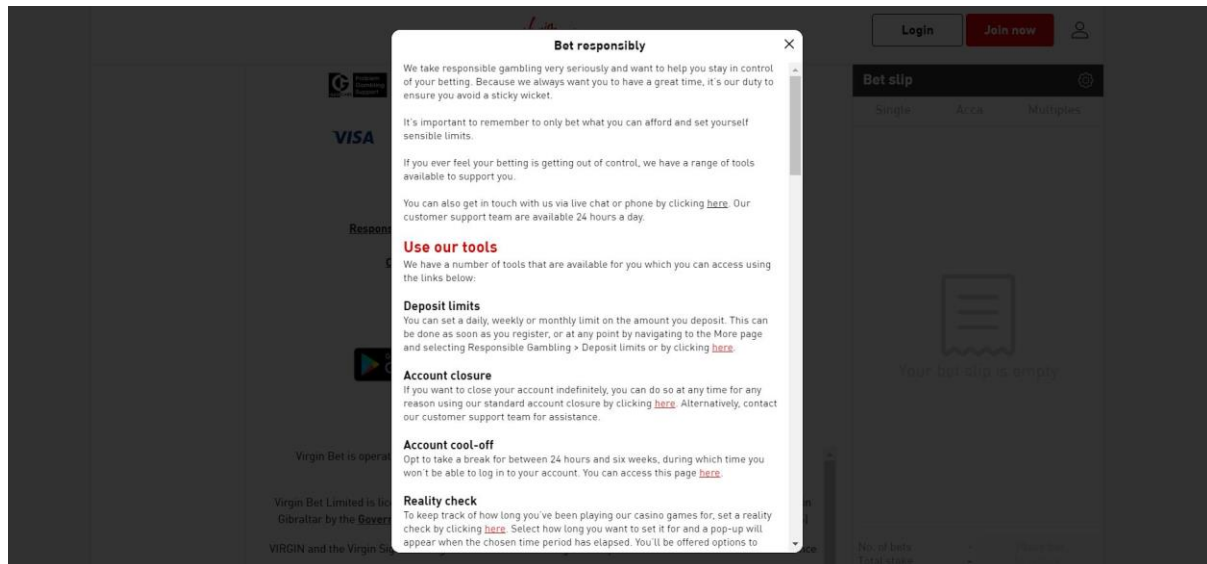 Login
Join now
Bet responsibly
We take responsible gambling very seriously and want to help you stay in control
of your betting. Because we always want you to have a great time, it's our duty to
ensure you avoid a sticky wicket.
It's important to remember to only bet what you can afford and set yourself
sensible limits.
If you ever feel your betting is getting out of control, we have a range of tools
available to support you.
You can also get in touch with us via live chat or phone by clicking here. Our
customer support team are available 24 hours a day.
Use our tools
We have a number of tools that are available for you which you can access using
the links below:
Deposit limits
You can set a daily, weekly or monthly limit on the amount you deposit. This can
be done as soon as you register, or at any point by navigating to the More page
and selecting Responsible Gambling > Deposit limits or by clicking here.
Account closure
If you want to close your account indefinitely, you can do so at any time for any
reason using our standard account closure by clicking here. Alternatively, contact
our customer support team for assistance.
Account cool-off
Opt to take a break for between 24 hours and six weeks, during which time you
won't be able to log in to your account. You can access this page here.
Reality check
To keep track of how long you've been playing our casino games for, set a reality
check by clicking here. Select how long you want to set it for and a pop-up will
appear when the chosen time period has elapsed. You'll be offered options to
Problem
Gambling
Support
VISA
Virgin Bet is operat
Virgin Bet Limited is lic
Gibraltar by the Govern
VIRGIN and the Virgin Sig
Bet slip
Single Acca Multiples
Your bet slip is empty
No. of bets
Total stake